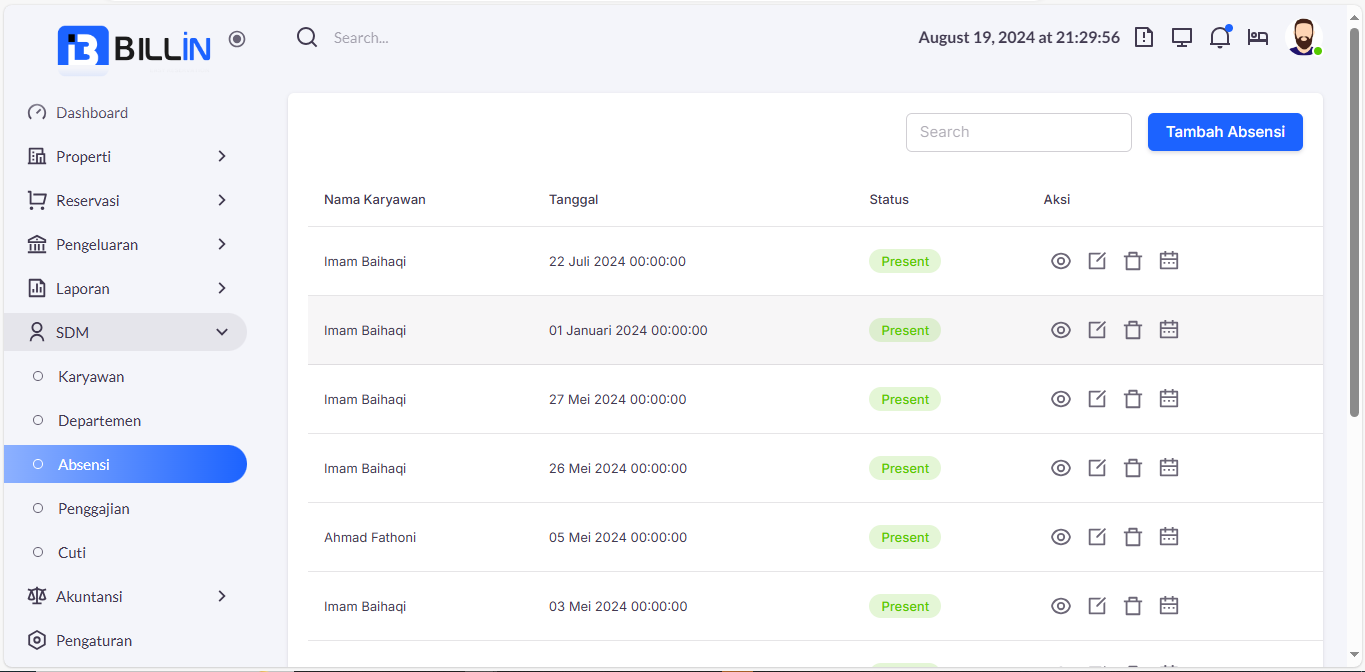 BILLIN
Search...
August 19, 2024 at 21:29:56
Dashboard
Properti
Reservasi
Pengeluaran
Laporan
SDM
Karyawan
Departemen
Absensi
Penggajian
Cuti
Akuntansi
Pengaturan
Search
Tambah Absensi
Nama Karyawan Tanggal Status Aksi
Imam Baihaqi 22 Juli 2024 00:00:00 Present
Imam Baihaqi 01 Januari 2024 00:00:00 Present
Imam Baihaqi 27 Mei 2024 00:00:00 Present
Imam Baihaqi 26 Mei 2024 00:00:00 Present
Ahmad Fathoni 05 Mei 2024 00:00:00 Present
Imam Baihaqi 03 Mei 2024 00:00:00 Present